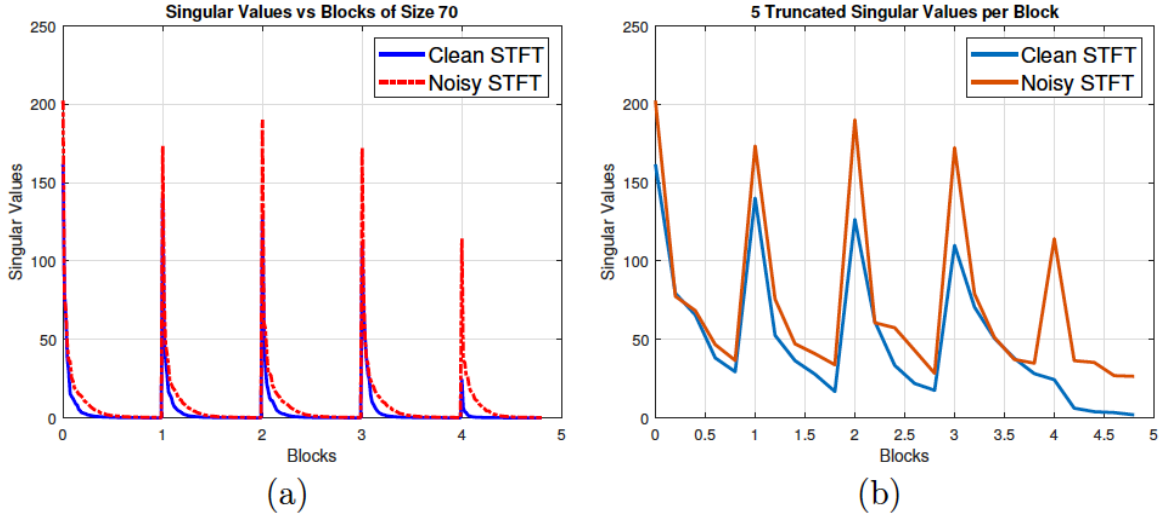 Singular Values vs Blocks of Size 70
250
200
150
100
50
0
0 1 2 3 4 5
Singular Values
Blocks
Clean STFT
Noisy STFT
(a)
5 Truncated Singular Values per Block
250
200
150
100
50
0
0 0.5 1 1.5 2 2.5 3 3.5 4 4.5 5
Singular Values
Blocks
Clean STFT
Noisy STFT
(b)